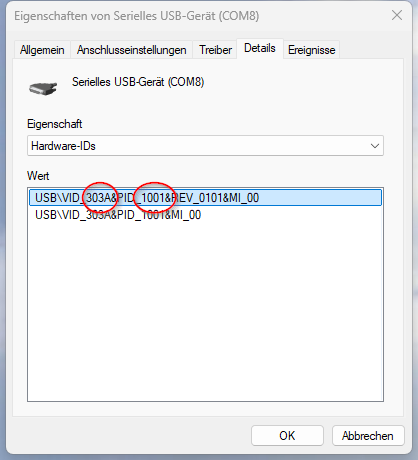 Eigenschaften von Serielles USB-Gerät (COM8)
Allgemein Anschlusseinstellungen Treiber Details Ereignisse
Serielles USB-Gerät (COM8)
Eigenschaft
Hardware-IDs
Wert
USB\VID_303A&PID_1001&REV_0101&MI_00
USB\VID_303A&PID_1001&MI_00
OK Abbrechen